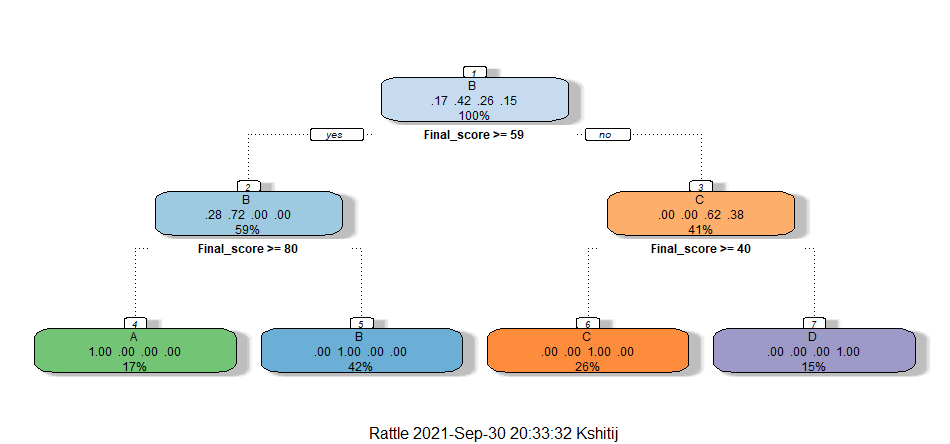 1
B
.17 .42 .26 .15
100%
yes Final_score >= 59 no
2
B
.28 .72 .00 .00
59%
Final_score >= 80
3
C
.00 .00 .62 .38
41%
Final_score >= 40
4
A
1.00 .00 .00 .00
17%
5
B
.00 1.00 .00 .00
42%
6
C
.00 .00 1.00 .00
26%
7
D
.00 .00 .00 1.00
15%
Rattle 2021-Sep-30 20:33:32 Kshitij